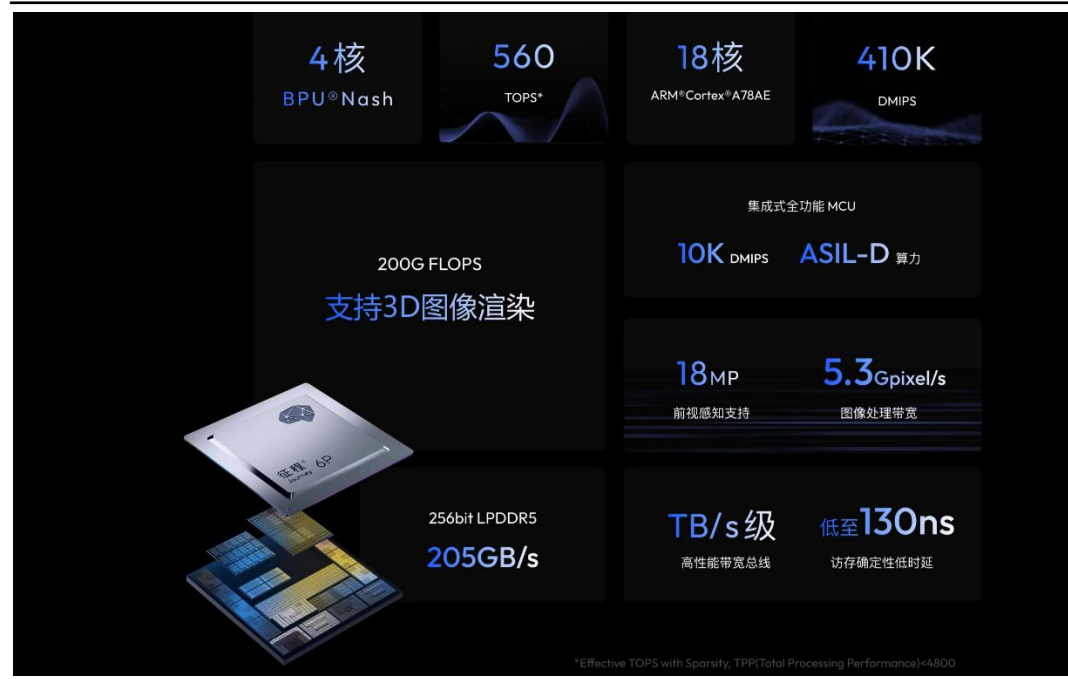 4核
BPU®Nash
560
TOPS*
18核
ARM®Cortex®A78AE
410K
DMIPS
200G FLOPS
支持3D图像渲染
集成式全功能 MCU
10K DMIPS
ASIL-D 算力
18MP
前视感知支持
5.3Gpixel/s
图像处理带宽
征程®
Journey 6P
256bit LPDDR5
205GB/s
TB/s级
高性能带宽总线
低至130ns
访存确定性低时延
*Effective TOPS with Sparsity, TPP(Total Processing Performance)<4800